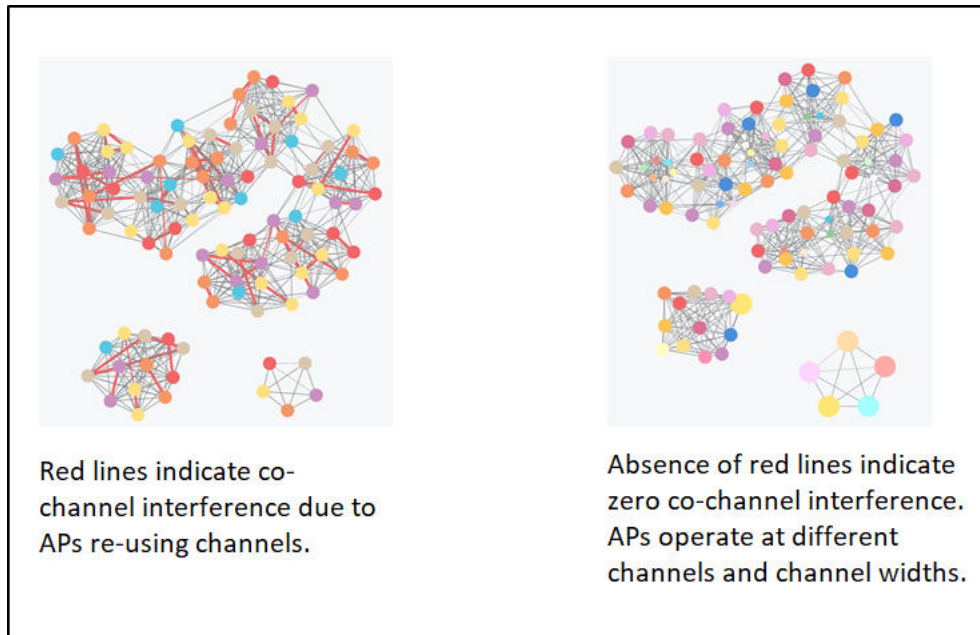 Red lines indicate co-
channel interference due to
APs re-using channels.
Absence of red lines indicate
zero co-channel interference.
APs operate at different
channels and channel widths.